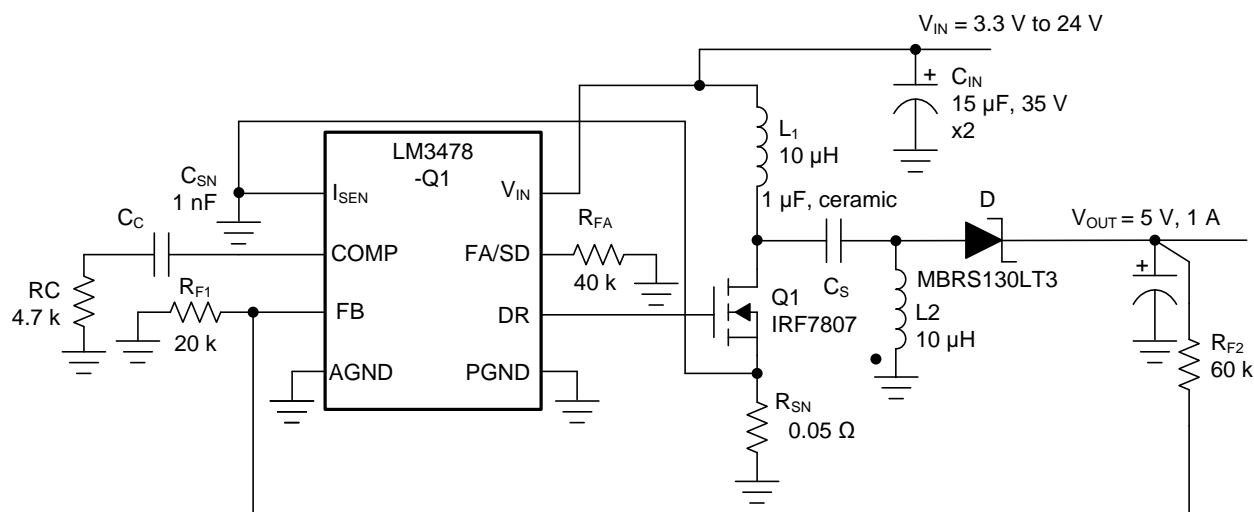 V_IN = 3.3 V to 24 V
C_IN
15 µF, 35 V
x2
L_1
10 µH
LM3478
-Q1
C_SN
1 nF
I_SEN
V_IN
1 µF, ceramic
D
V_OUT = 5 V, 1 A
C_C
R_FA
COMP
FA/SD
40 k
C_S
MBRS130LT3
RC
4.7 k
R_F1
20 k
FB
DR
Q1
IRF7807
L2
10 µH
R_F2
60 k
AGND
PGND
R_SN
0.05 Ω